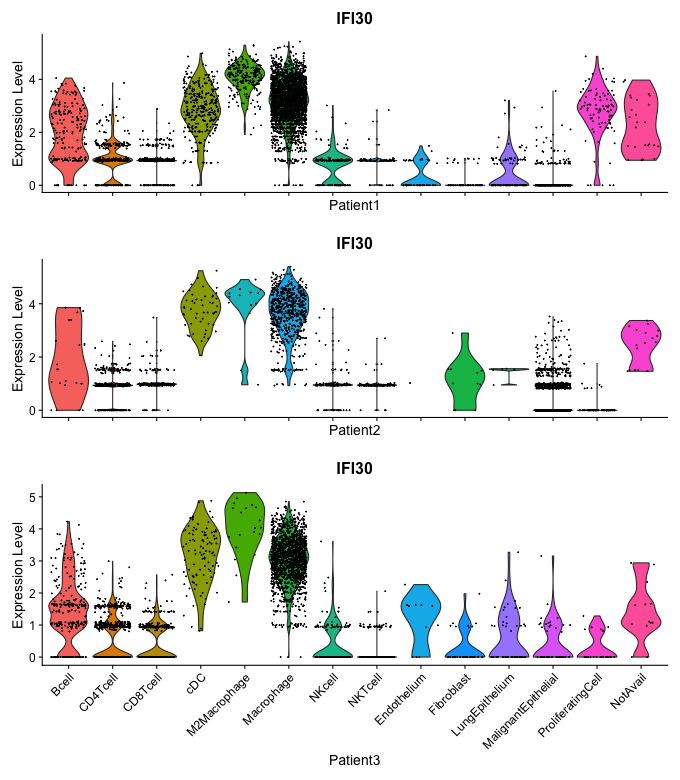 IFI30
Expression Level
4
2
0
Patient1
IFI30
Expression Level
4
2
0
Patient2
IFI30
Expression Level
5
4
3
2
1
0
Bcell
CD4Tcell
CD8Tcell
cDC
M2Macrophage
Macrophage
NKcell
NKTcell
Endothelium
Fibroblast
LungEpithelium
MalignantEpithelial
ProliferatingCell
NotAvail
Patient3